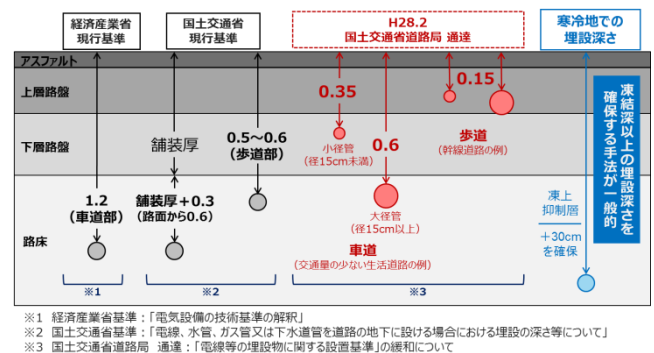 経済産業省
現行基準
国土交通省
現行基準
H28.2
国土交通省道路局 通達
寒冷地での
埋設深さ
アスファルト
上層路盤
下層路盤
路床
1.2
（車道部）
舗装厚
舗装厚＋0.3
（路面から0.6）
0.5～0.6
（歩道部）
0.35
小径管
（径15cm未満）
0.6
大径管
（径15cm以上）
車道
（交通量の少ない生活道路の例）
0.15
歩道
（幹線道路の例）
凍上
抑制層
＋30cm
を確保
凍結深以上の埋設深さを
確保する手法が一般的
※1
※2
※3
※1 経済産業省基準：「電気設備の技術基準の解釈」
※2 国土交通省基準：「電線、水管、ガス管又は下水道管を道路の地下に設ける場合における埋設の深さ等について」
※3 国土交通省道路局 通達：「電線等の埋設物に関する設置基準」の緩和について